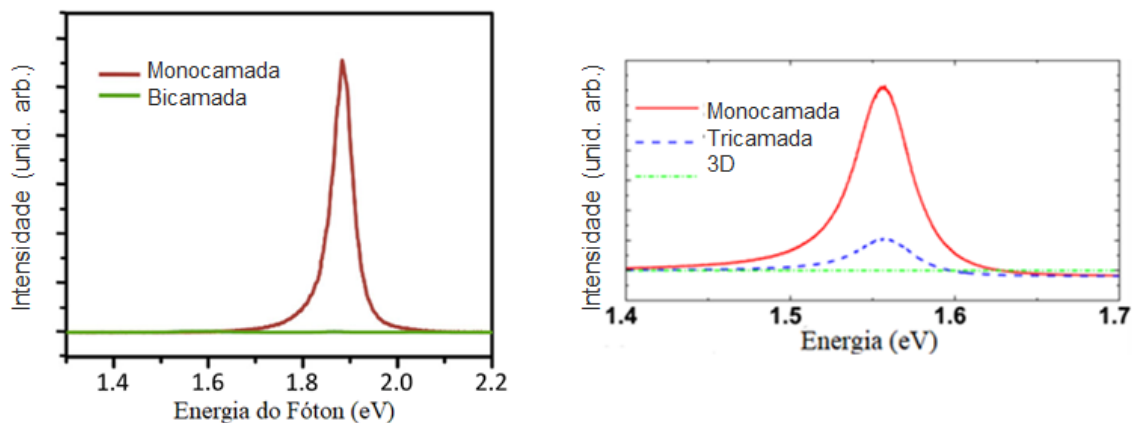 Intensidade (unid. arb.)
Monocamada
Bicamada
1.4 1.6 1.8 2.0 2.2
Energia do Fóton (eV)
Intensidade (unid. arb.)
Monocamada
Tricamada
3D
1.4 1.5 1.6 1.7
Energia (eV)